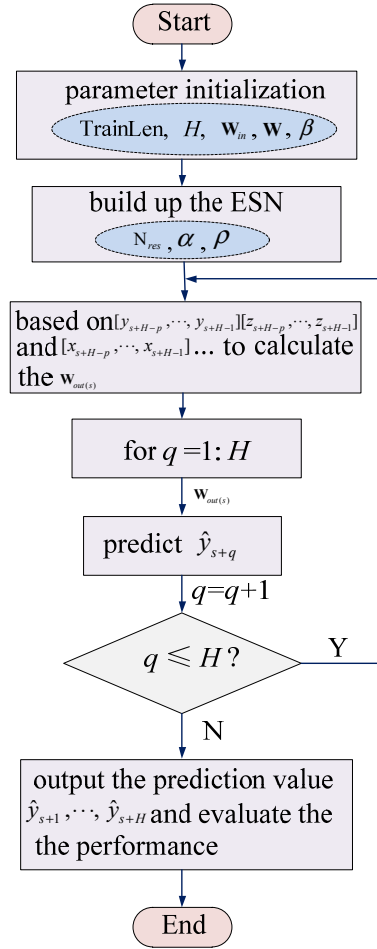 Start
parameter initialization
TrainLen, H, W_in, W, β
build up the ESN
N_res, α, ρ
based on[y_{s+H-p},⋯,y_{s+H-1}][z_{s+H-p},⋯,z_{s+H-1}]
and[x_{s+H-p},⋯,x_{s+H-1}]... to calculate
the W_{out(s)}
for q=1:H
W_{out(s)}
predict ŷ_{s+q}
q=q+1
q⩽H?
Y
N
output the prediction value
ŷ_{s+1},⋯,ŷ_{s+H} and evaluate the
the performance
End